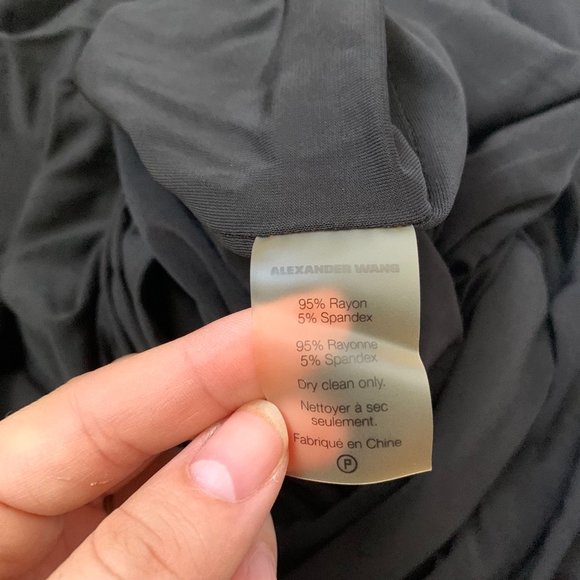 ALEXANDER WANG
95% Rayon
5% Spandex
95% Rayonne
5% Spandex
Dry clean only.
Nettoyer à sec
seulement.
Fabriqué en Chine
P